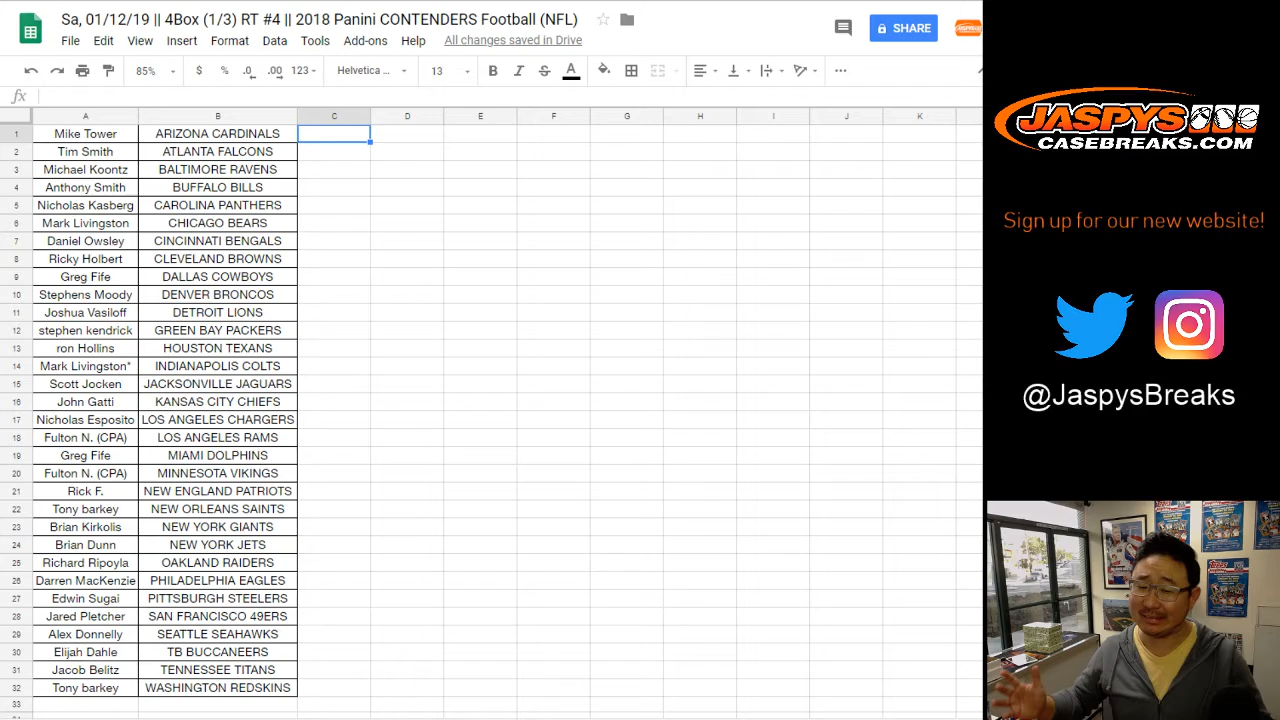 Sa, 01/12/19 || 4Box (1/3) RT #4 || 2018 Panini CONTENDERS Football (NFL)
File Edit View Insert Format Data Tools Add-ons Help All changes saved in Drive
SHARE
85% $ % .0 .00 123 Helvetica ... 13 B I S A
fx
A B C D E F G H I J K
1 Mike Tower ARIZONA CARDINALS
2 Tim Smith ATLANTA FALCONS
3 Michael Koontz BALTIMORE RAVENS
4 Anthony Smith BUFFALO BILLS
5 Nicholas Kasberg CAROLINA PANTHERS
6 Mark Livingston CHICAGO BEARS
7 Daniel Owsley CINCINNATI BENGALS
8 Ricky Holbert CLEVELAND BROWNS
9 Greg Fife DALLAS COWBOYS
10 Stephens Moody DENVER BRONCOS
11 Joshua Vasiloff DETROIT LIONS
12 stephen kendrick GREEN BAY PACKERS
13 ron Hollins HOUSTON TEXANS
14 Mark Livingston* INDIANAPOLIS COLTS
15 Scott Jocken JACKSONVILLE JAGUARS
16 John Gatti KANSAS CITY CHIEFS
17 Nicholas Esposito LOS ANGELES CHARGERS
18 Fulton N. (CPA) LOS ANGELES RAMS
19 Greg Fife MIAMI DOLPHINS
20 Fulton N. (CPA) MINNESOTA VIKINGS
21 Rick F. NEW ENGLAND PATRIOTS
22 Tony barkey NEW ORLEANS SAINTS
23 Brian Kirkolis NEW YORK GIANTS
24 Brian Dunn NEW YORK JETS
25 Richard Ripoyla OAKLAND RAIDERS
26 Darren MacKenzie PHILADELPHIA EAGLES
27 Edwin Sugai PITTSBURGH STEELERS
28 Jared Pletcher SAN FRANCISCO 49ERS
29 Alex Donnelly SEATTLE SEAHAWKS
30 Elijah Dahle TB BUCCANEERS
31 Jacob Belitz TENNESSEE TITANS
32 Tony barkey WASHINGTON REDSKINS
33
JASPYS
CASEBREAKS.COM
Sign up for our new website!
@JaspysBreaks